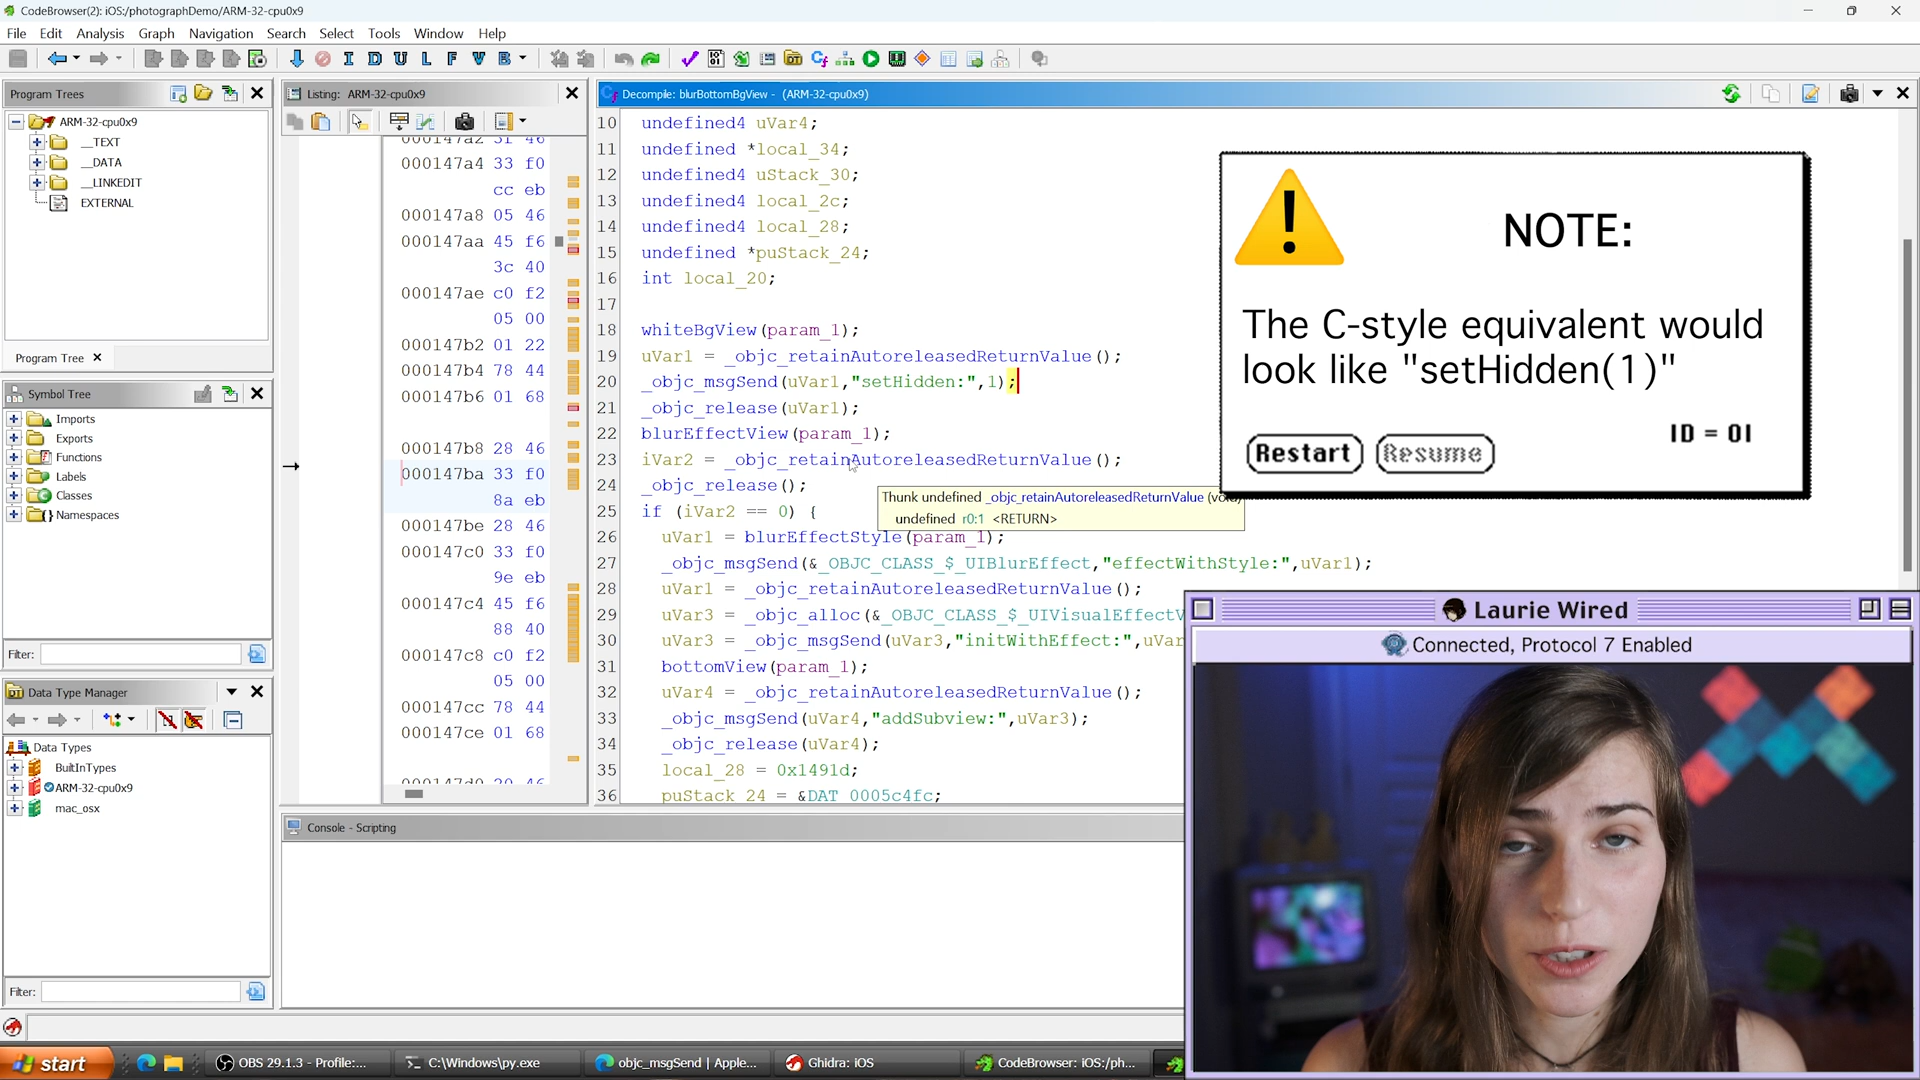 CodeBrowser(2): iOS:/photographDemo/ARM-32-cpu0x9
File Edit Analysis Graph Navigation Search Select Tools Window Help
I D U L F V B
Program Trees
ARM-32-cpu0x9
__TEXT
__DATA
__LINKEDIT
EXTERNAL
Program Tree
Symbol Tree
Imports
Exports
Functions
Labels
Classes
Namespaces
Filter:
Data Type Manager
Data Types
BuiltInTypes
ARM-32-cpu0x9
mac_osx
Filter:
Listing: ARM-32-cpu0x9
000147a2 31 46
000147a4 33 f0
cc eb
000147a8 05 46
000147aa 45 f6
3c 40
000147ae c0 f2
05 00
000147b2 01 22
000147b4 78 44
000147b6 01 68
000147b8 28 46
000147ba 33 f0
8a eb
000147be 28 46
000147c0 33 f0
9e eb
000147c4 45 f6
88 40
000147c8 c0 f2
05 00
000147cc 78 44
000147ce 01 68
000147d0 20 46
Decompile: blurBottomBgView - (ARM-32-cpu0x9)
10 undefined4 uVar4;
11 undefined *local_34;
12 undefined4 uStack_30;
13 undefined4 local_2c;
14 undefined4 local_28;
15 undefined *puStack_24;
16 int local_20;
17
18 whiteBgView(param_1);
19 uVar1 = _objc_retainAutoreleasedReturnValue();
20 _objc_msgSend(uVar1,"setHidden:",1);
21 _objc_release(uVar1);
22 blurEffectView(param_1);
23 iVar2 = _objc_retainAutoreleasedReturnValue();
24 _objc_release();
25 if (iVar2 == 0) {
26 uVar1 = blurEffectStyle(param_1);
27 _objc_msgSend(&_OBJC_CLASS_$_UIBlurEffect,"effectWithStyle:",uVar1);
28 uVar1 = _objc_retainAutoreleasedReturnValue();
29 uVar3 = _objc_alloc(&_OBJC_CLASS_$_UIVisualEffectV
30 uVar3 = _objc_msgSend(uVar3,"initWithEffect:",uVar
31 bottomView(param_1);
32 uVar4 = _objc_retainAutoreleasedReturnValue();
33 _objc_msgSend(uVar4,"addSubview:",uVar3);
34 _objc_release(uVar4);
35 local_28 = 0x1491d;
36 puStack_24 = &DAT_0005c4fc;
Thunk undefined _objc_retainAutoreleasedReturnValue (void)
undefined r0:1 <RETURN>
Console - Scripting
NOTE:
The C-style equivalent would
look like "setHidden(1)"
ID = 01
Restart Resume
Laurie Wired
Connected, Protocol 7 Enabled
start
OBS 29.1.3 - Profile:...
C:\Windows\py.exe
objc_msgSend | Apple...
Ghidra: iOS
CodeBrowser: iOS:/ph...